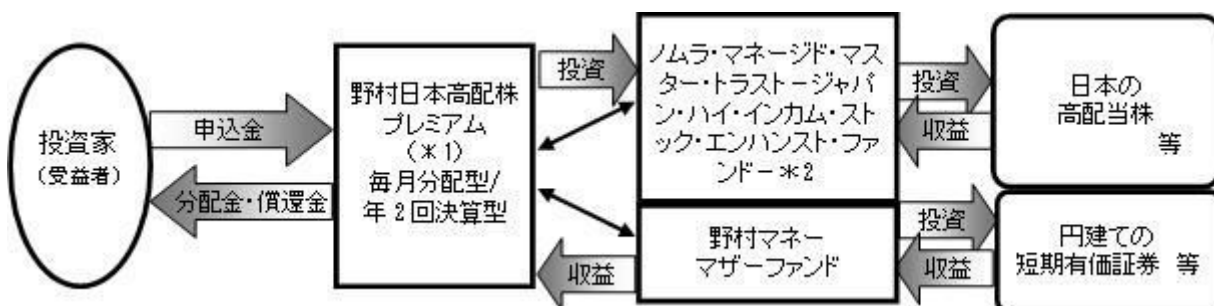 投資家
(受益者)
申込金
分配金・償還金
野村日本高配株
プレミアム
(*1)
毎月分配型/
年2回決算型
投資
収益
ノムラ・マネージド・マス
ター・トラストージャパ
ン・ハイ・インカム・スト
ック・エンハンスト・ファ
ンドー*2
野村マネー
マザーファンド
投資
収益
日本の
高配当株
等
投資
収益
円建ての
短期有価証券 等